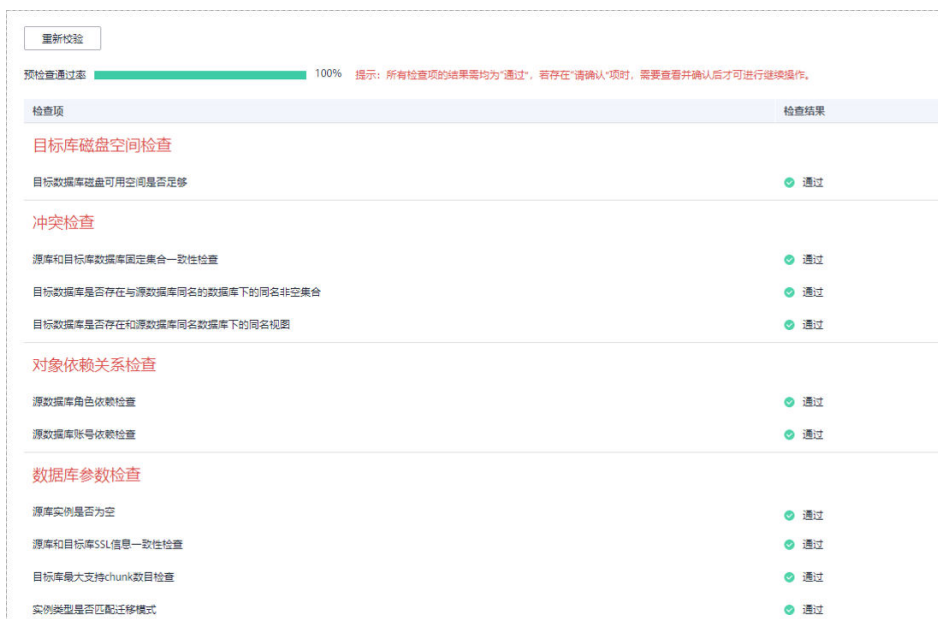 重新校验
预检查通过率 100% 提示：所有检查项的结果需均为"通过"，若存在"请确认"项时，需要查看并确认后才可进行继续操作。
检查项 检查结果
目标库磁盘空间检查
目标数据库磁盘可用空间是否足够 通过
冲突检查
源库和目标库数据库固定集合一致性检查 通过
目标数据库是否存在与源数据库同名的数据库下的同名非空集合 通过
目标数据库是否存在和源数据库同名数据库下的同名视图 通过
对象依赖关系检查
源数据库角色依赖检查 通过
源数据库账号依赖检查 通过
数据库参数检查
源库实例是否为空 通过
源库和目标库SSL信息一致性检查 通过
目标库最大支持chunk数目检查 通过
实例类型是否匹配迁移模式 通过